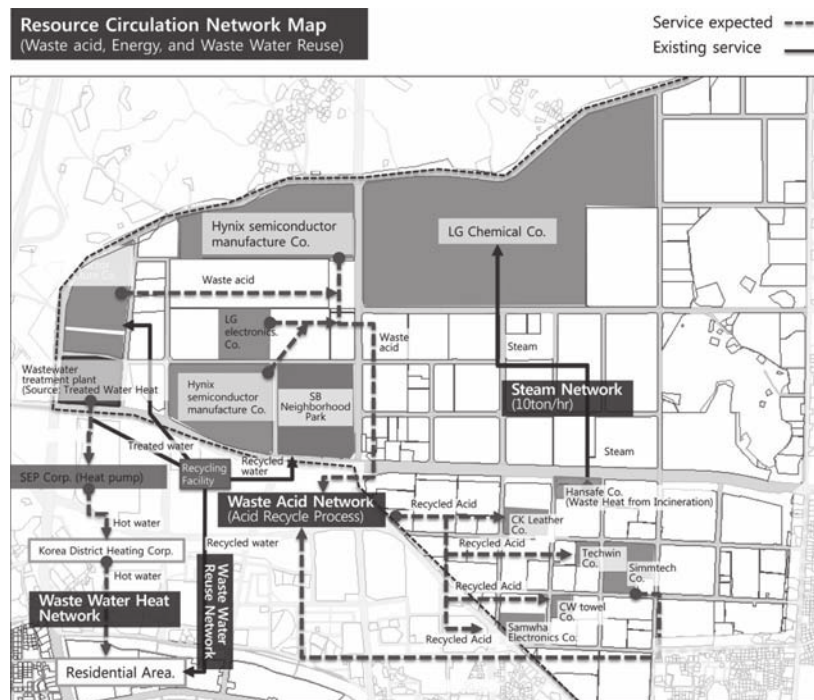 Resource Circulation Network Map
(Waste acid, Energy, and Waste Water Reuse)
Service expected
Existing service
Hynix semiconductor
manufacture Co.
LG Chemical Co.
Waste acid
LG
electronics.
Co.
Waste
acid
Steam
Wastewater
treatment plant
(Source: Treated Water Heat
Hynix
semiconductor
manufacture Co.
SB
Neighborhood
Park
Steam Network
(10ton/hr)
Treated water
Steam
SEP Corp. (Heat pump)
Recycling
Facility
Recycled
water
Hansafe Co.
(Waste Heat from Incineration)
Waste Acid Network
(Acid Recycle Process)
Recycled Acid
CK Leather
Co.
Hot water
Recycled water
Korea District Heating Corp.
Recycled Acid
Techwin
Co.
Simmtech
Co.
Hot water
Waste Water
Reuse Network
Recycled Acid
Waste Water Heat
Network
CW towel
Co.
Samwha
Electronics Co.
Recycled Acid
Residential Area.